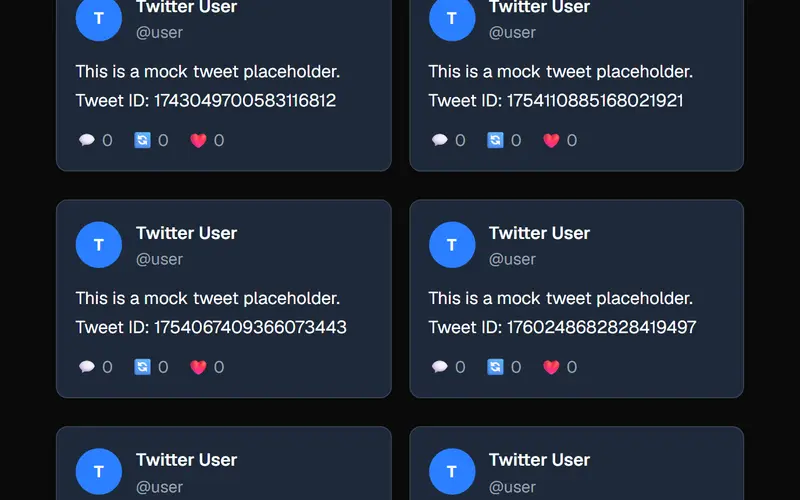 Twitter User
@user
This is a mock tweet placeholder.
Tweet ID: 1743049700583116812
0 0 0
Twitter User
@user
This is a mock tweet placeholder.
Tweet ID: 1754110885168021921
0 0 0
T
Twitter User
@user
This is a mock tweet placeholder.
Tweet ID: 1754067409366073443
0 0 0
T
Twitter User
@user
This is a mock tweet placeholder.
Tweet ID: 1760248682828419497
0 0 0
T
Twitter User
@user
T
Twitter User
@user